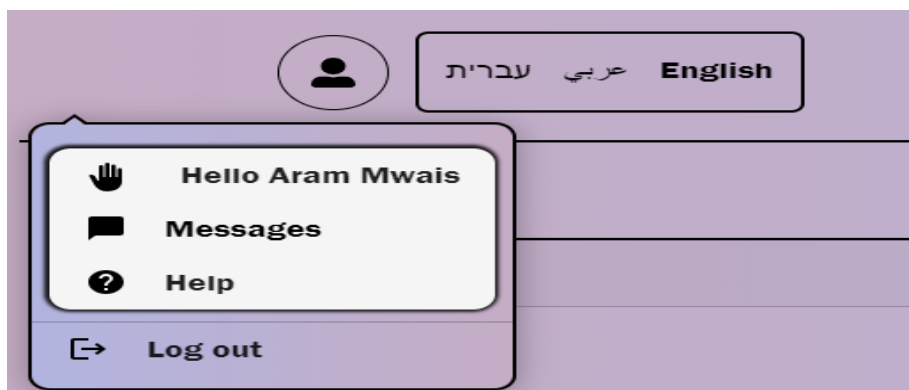 עברית عربي English
Hello Aram Mwais
Messages
Help
Log out